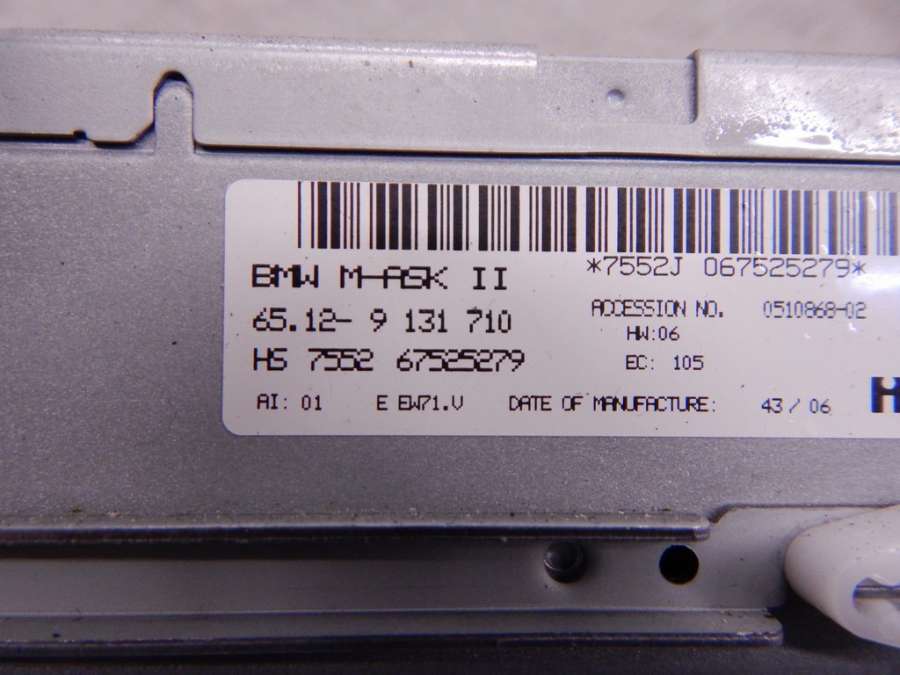 *7552J 067525279*
BMW M-ASK II
65.12- 9 131 710
HS 7552 67525279
ACCESSION NO. 0510868-02
HW:06
EC: 105
AI: 01 E EW71.V DATE OF MANUFACTURE: 43 / 06
H